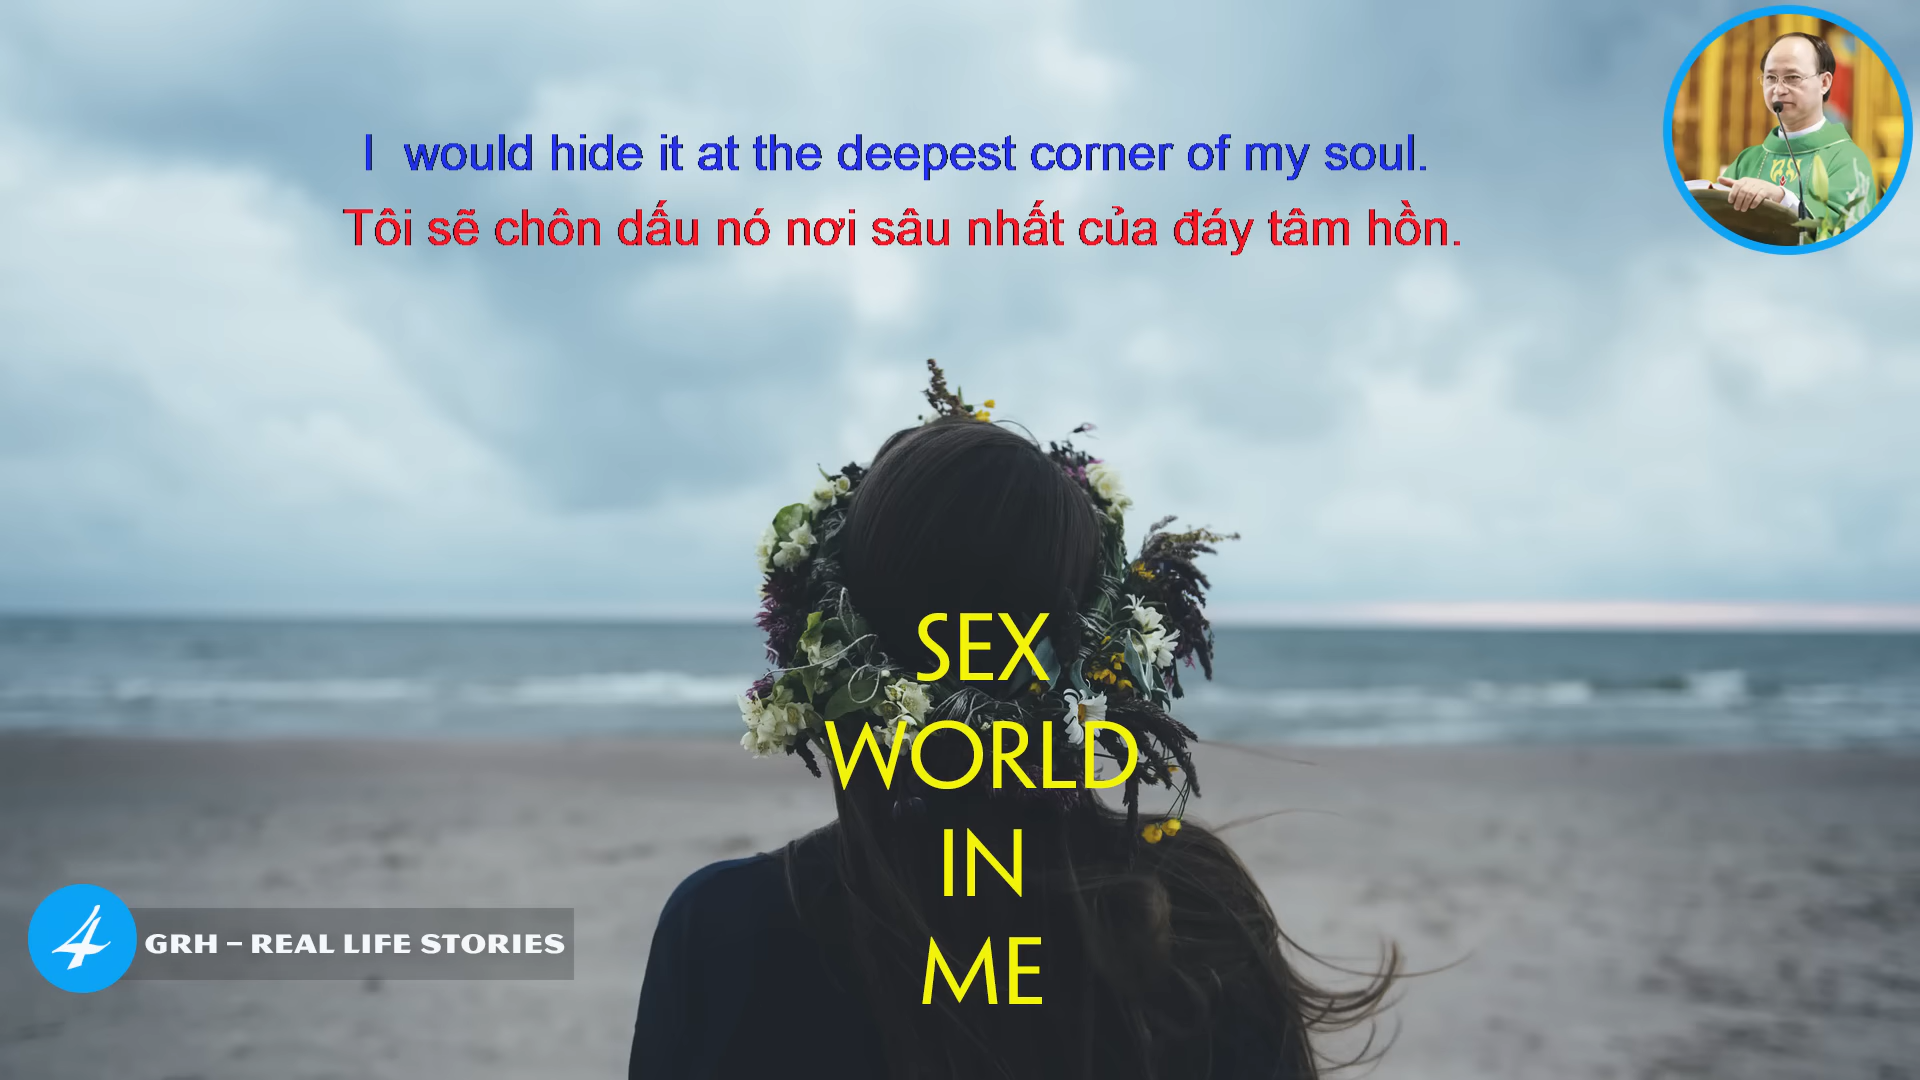 I would hide it at the deepest corner of my soul.
Tôi sẽ chôn dấu nó nơi sâu nhất của đáy tâm hồn.
SEX
WORLD
IN
ME
4 GRH – REAL LIFE STORIES